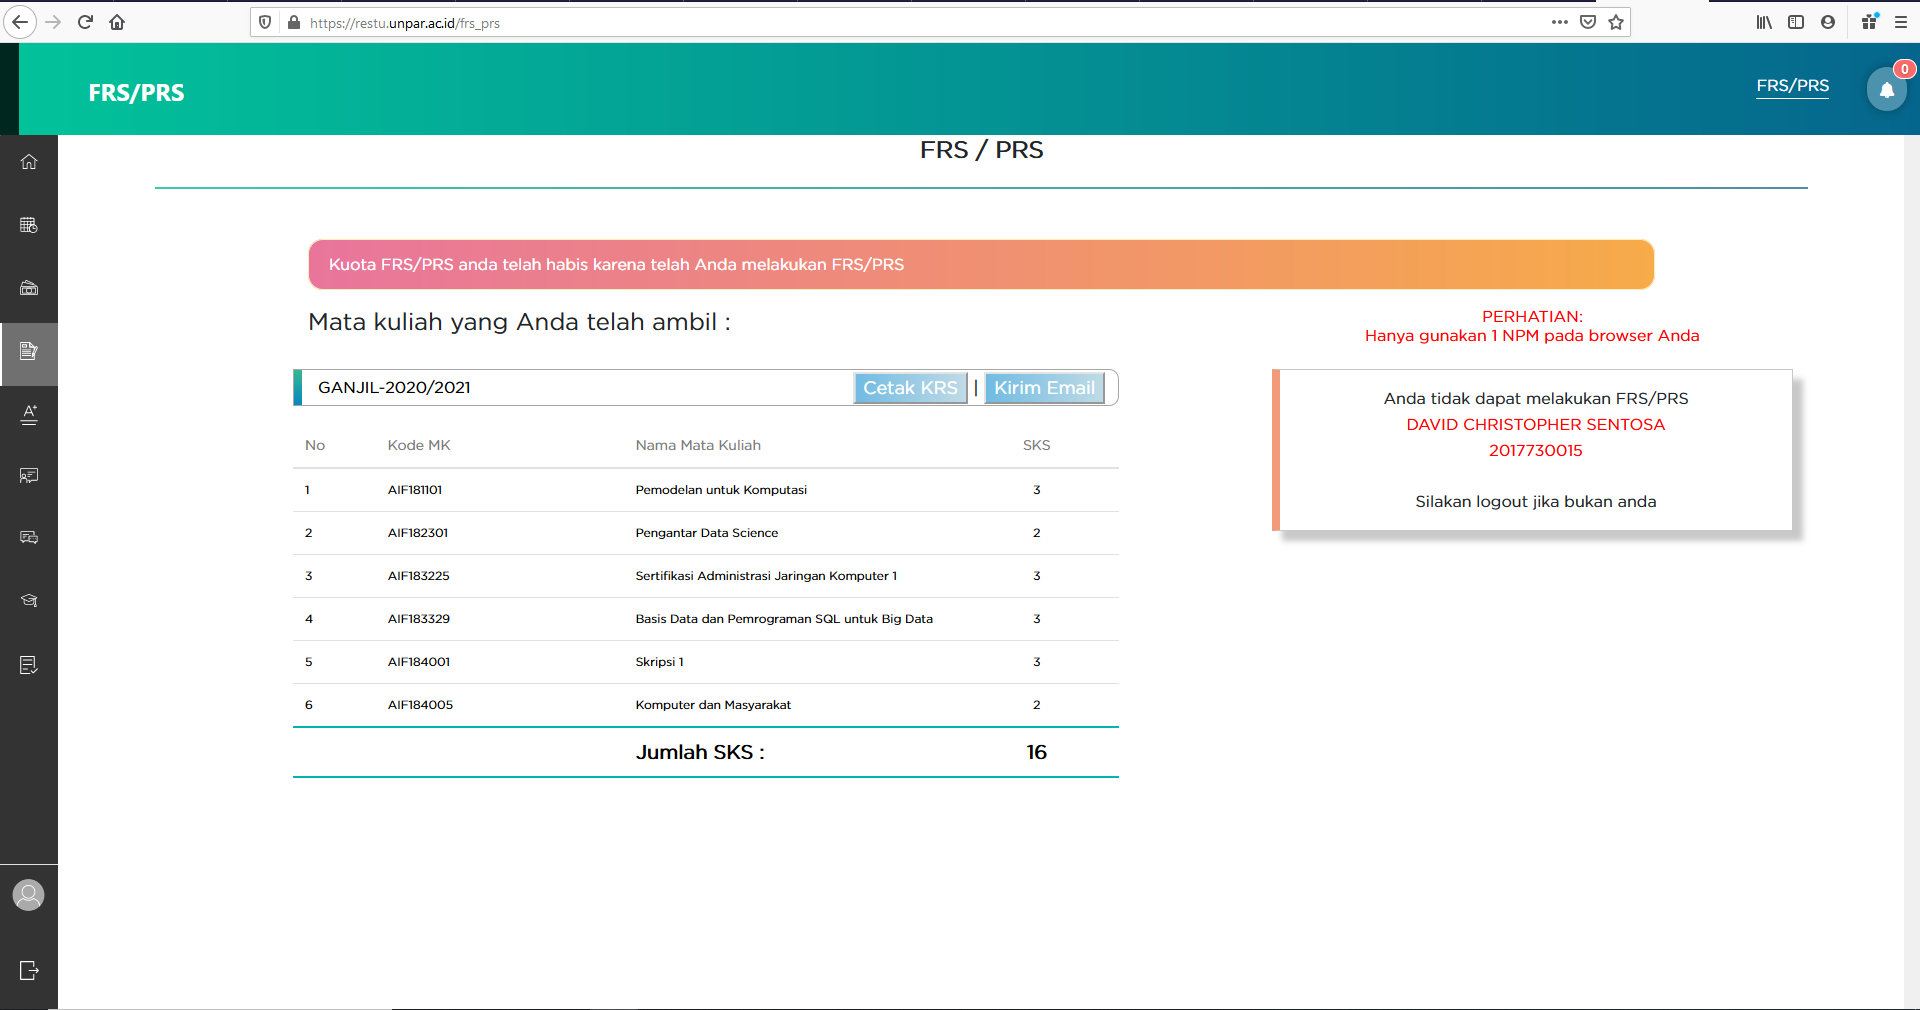 https://restu.unpar.ac.id/frs_prs
FRS/PRS
FRS/PRS
0
FRS / PRS
Kuota FRS/PRS anda telah habis karena telah Anda melakukan FRS/PRS
Mata kuliah yang Anda telah ambil :
PERHATIAN:
Hanya gunakan 1 NPM pada browser Anda
GANJIL-2020/2021 Cetak KRS | Kirim Email
No Kode MK Nama Mata Kuliah SKS
1 AIF181101 Pemodelan untuk Komputasi 3
2 AIF182301 Pengantar Data Science 2
3 AIF183225 Sertifikasi Administrasi Jaringan Komputer 1 3
4 AIF183329 Basis Data dan Pemrograman SQL untuk Big Data 3
5 AIF184001 Skripsi 1 3
6 AIF184005 Komputer dan Masyarakat 2
Jumlah SKS : 16
Anda tidak dapat melakukan FRS/PRS
DAVID CHRISTOPHER SENTOSA
2017730015
Silakan logout jika bukan anda